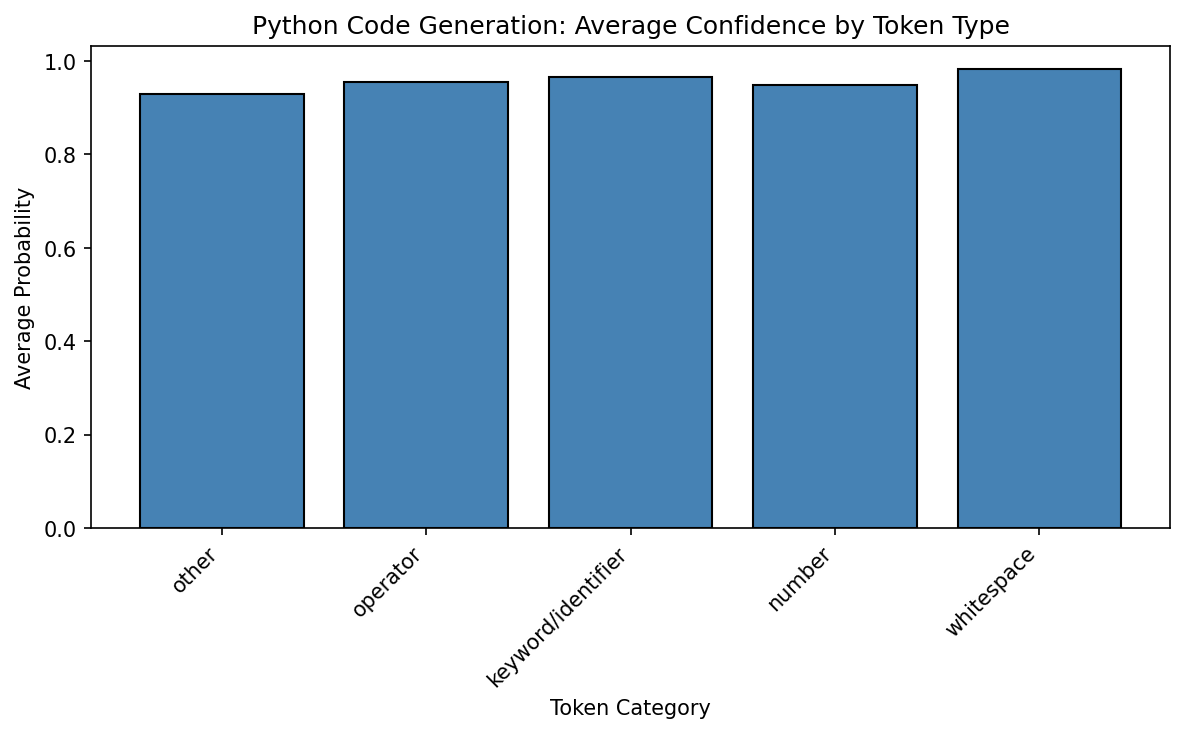 Python Code Generation: Average Confidence by Token Type
Average Probability
1.0
0.8
0.6
0.4
0.2
0.0
other
operator
keyword/identifier
number
whitespace
Token Category